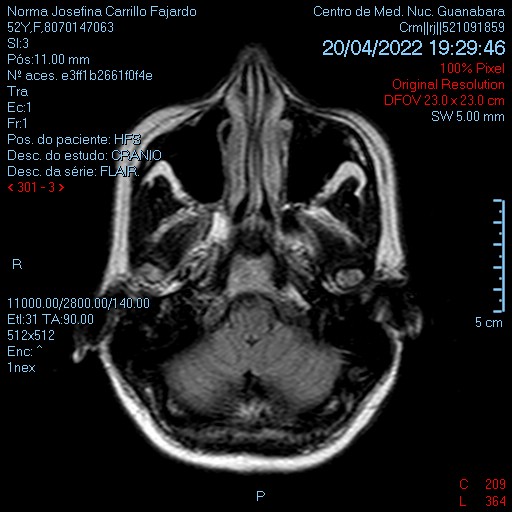 Norma Josefina Carrillo Fajardo
52Y,F,8070147063
Sl:3
Pós:11.00 mm
Nº aces. e3ff1b2661f0f4e
Tra
Ec:1
Fr:1
Pos. do paciente: HFS
Desc. do estudo: CRANIO
Desc. da série: FLAIR.
< 301 - 3 >
Centro de Med. Nuc. Guanabara
Crm||rj||521091859
20/04/2022 19:29:46
100% Pixel
Original Resolution
DFOV 23.0 x 23.0 cm
SW 5.00 mm
R
5 cm
11000.00/2800.00/140.00
Etl:31 TA:90.00
512x512
Enc: ^
1nex
P
C 209
L 364